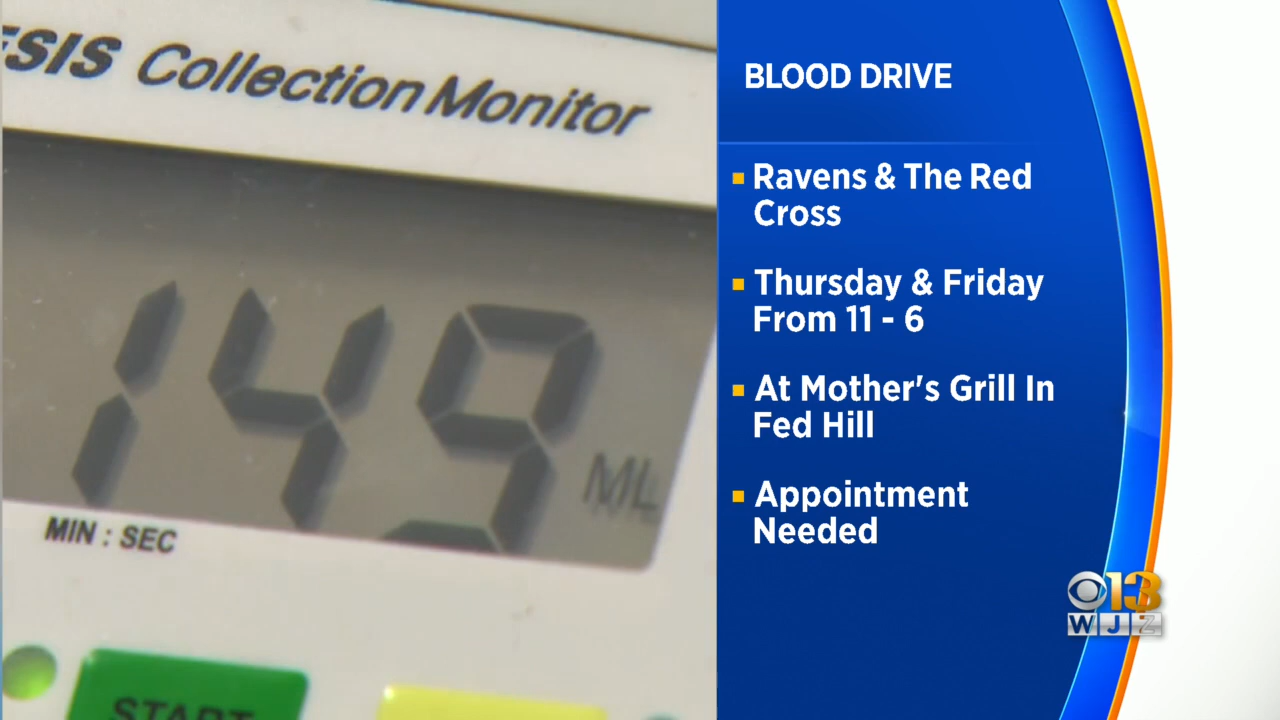 ESIS Collection Monitor
149
ML
MIN : SEC
START
BLOOD DRIVE
Ravens & The Red
Cross
Thursday & Friday
From 11 - 6
At Mother's Grill In
Fed Hill
Appointment
Needed
13
WJZ